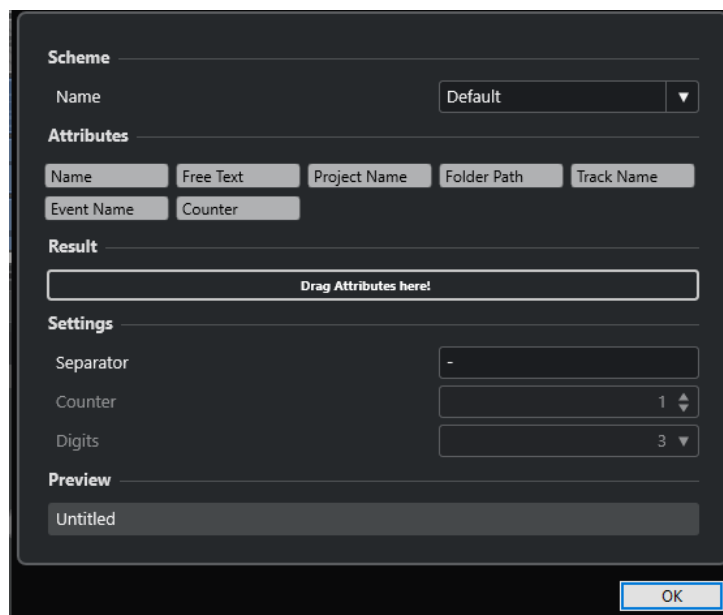 Scheme
Name Default
Attributes
Name Free Text Project Name Folder Path Track Name
Event Name Counter
Result
Drag Attributes here!
Settings
Separator -
Counter 1
Digits 3
Preview
Untitled
OK